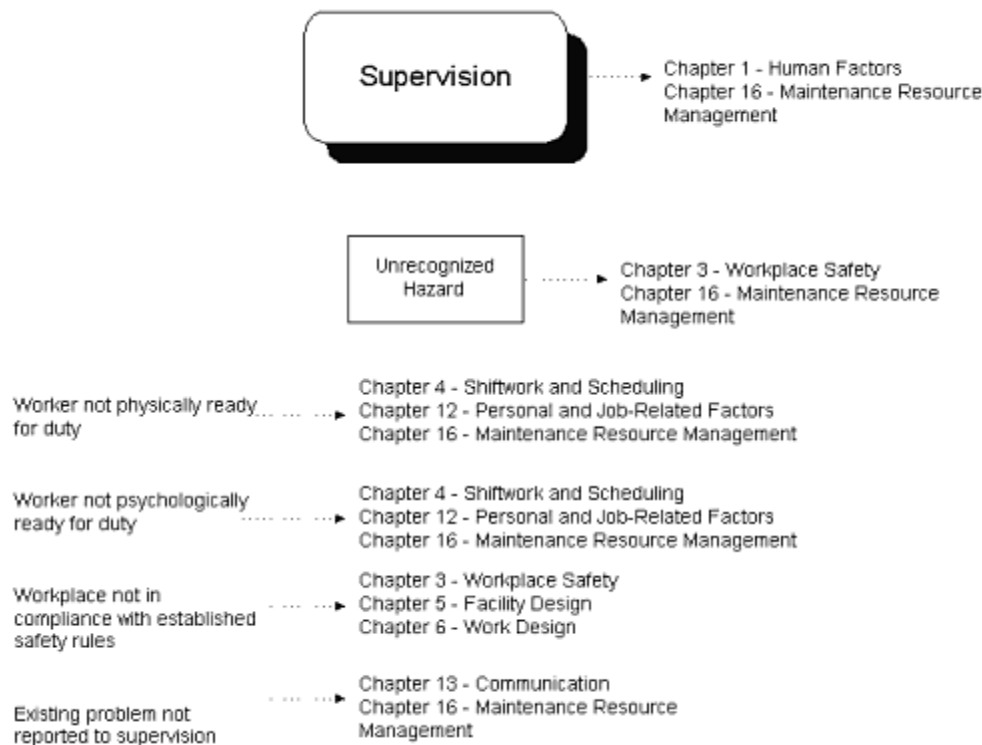 Supervision
Chapter 1 - Human Factors
Chapter 16 - Maintenance Resource
Management
Unrecognized
Hazard
Chapter 3 - Workplace Safety
Chapter 16 - Maintenance Resource
Management
Worker not physically ready
for duty
Chapter 4 - Shiftwork and Scheduling
Chapter 12 - Personal and Job-Related Factors
Chapter 16 - Maintenance Resource Management
Worker not psychologically
ready for duty
Chapter 4 - Shiftwork and Scheduling
Chapter 12 - Personal and Job-Related Factors
Chapter 16 - Maintenance Resource Management
Workplace not in
compliance with established
safety rules
Chapter 3 - Workplace Safety
Chapter 5 - Facility Design
Chapter 6 - Work Design
Existing problem not
reported to supervision
Chapter 13 - Communication
Chapter 16 - Maintenance Resource
Management